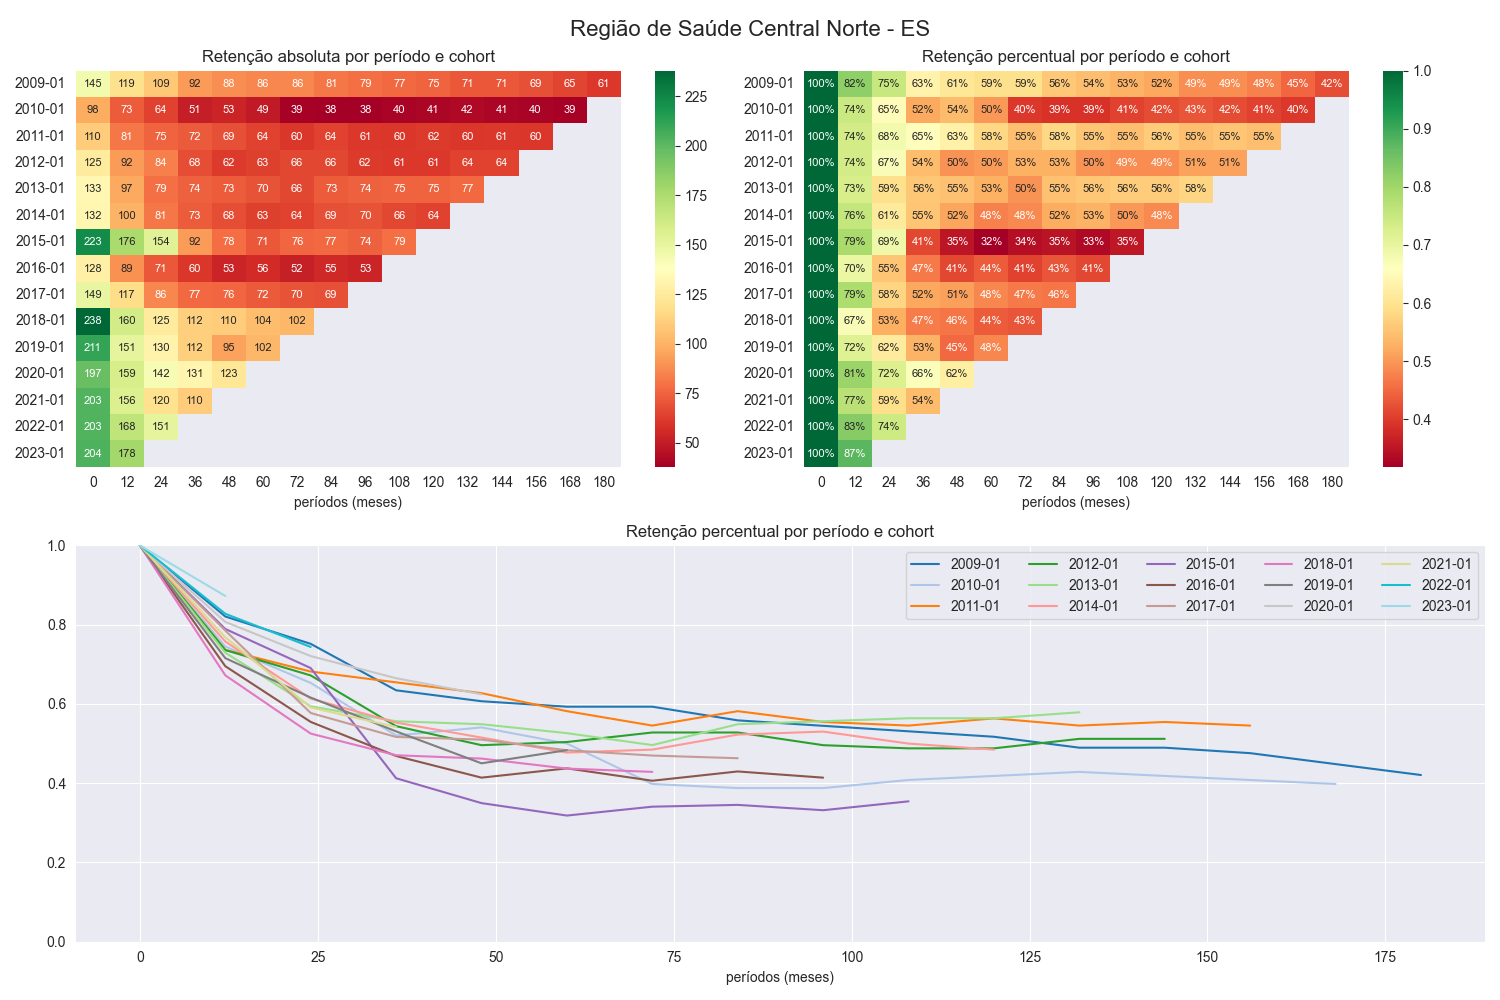 Região de Saúde Central Norte - ES
Retenção absoluta por período e cohort
2009-01 145 119 109 92 88 86 86 81 79 77 75 71 71 69 65 61
2010-01 98 73 64 51 53 49 39 38 38 40 41 42 41 40 39
2011-01 110 81 75 72 69 64 60 64 61 60 62 60 61 60
2012-01 125 92 84 68 62 63 66 66 62 61 61 64 64
2013-01 133 97 79 74 73 70 66 73 74 75 75 77
2014-01 132 100 81 73 68 63 64 69 70 66 64
2015-01 223 176 154 92 78 71 76 77 74 79
2016-01 128 89 71 60 53 56 52 55 53
2017-01 149 117 86 77 76 72 70 69
2018-01 238 160 125 112 110 104 102
2019-01 211 151 130 112 95 102
2020-01 197 159 142 131 123
2021-01 203 156 120 110
2022-01 203 168 151
2023-01 204 178
0 12 24 36 48 60 72 84 96 108 120 132 144 156 168 180
períodos (meses)
225
200
175
150
125
100
75
50
Retenção percentual por período e cohort
2009-01 100% 82% 75% 63% 61% 59% 59% 56% 54% 53% 52% 49% 49% 48% 45% 42%
2010-01 100% 74% 65% 52% 54% 50% 40% 39% 39% 41% 42% 43% 42% 41% 40%
2011-01 100% 74% 68% 65% 63% 58% 55% 58% 55% 55% 56% 55% 55% 55%
2012-01 100% 74% 67% 54% 50% 50% 53% 53% 50% 49% 49% 51% 51%
2013-01 100% 73% 59% 56% 55% 53% 50% 55% 56% 56% 56% 58%
2014-01 100% 76% 61% 55% 52% 48% 48% 52% 53% 50% 48%
2015-01 100% 79% 69% 41% 35% 32% 34% 35% 33% 35%
2016-01 100% 70% 55% 47% 41% 44% 41% 43% 41%
2017-01 100% 79% 58% 52% 51% 48% 47% 46%
2018-01 100% 67% 53% 47% 46% 44% 43%
2019-01 100% 72% 62% 53% 45% 48%
2020-01 100% 81% 72% 66% 62%
2021-01 100% 77% 59% 54%
2022-01 100% 83% 74%
2023-01 100% 87%
0 12 24 36 48 60 72 84 96 108 120 132 144 156 168 180
períodos (meses)
1.0
0.9
0.8
0.7
0.6
0.5
0.4
Retenção percentual por período e cohort
1.0
0.8
0.6
0.4
0.2
0.0
2009-01 2012-01 2015-01 2018-01 2021-01
2010-01 2013-01 2016-01 2019-01 2022-01
2011-01 2014-01 2017-01 2020-01 2023-01
0 25 50 75 100 125 150 175
períodos (meses)